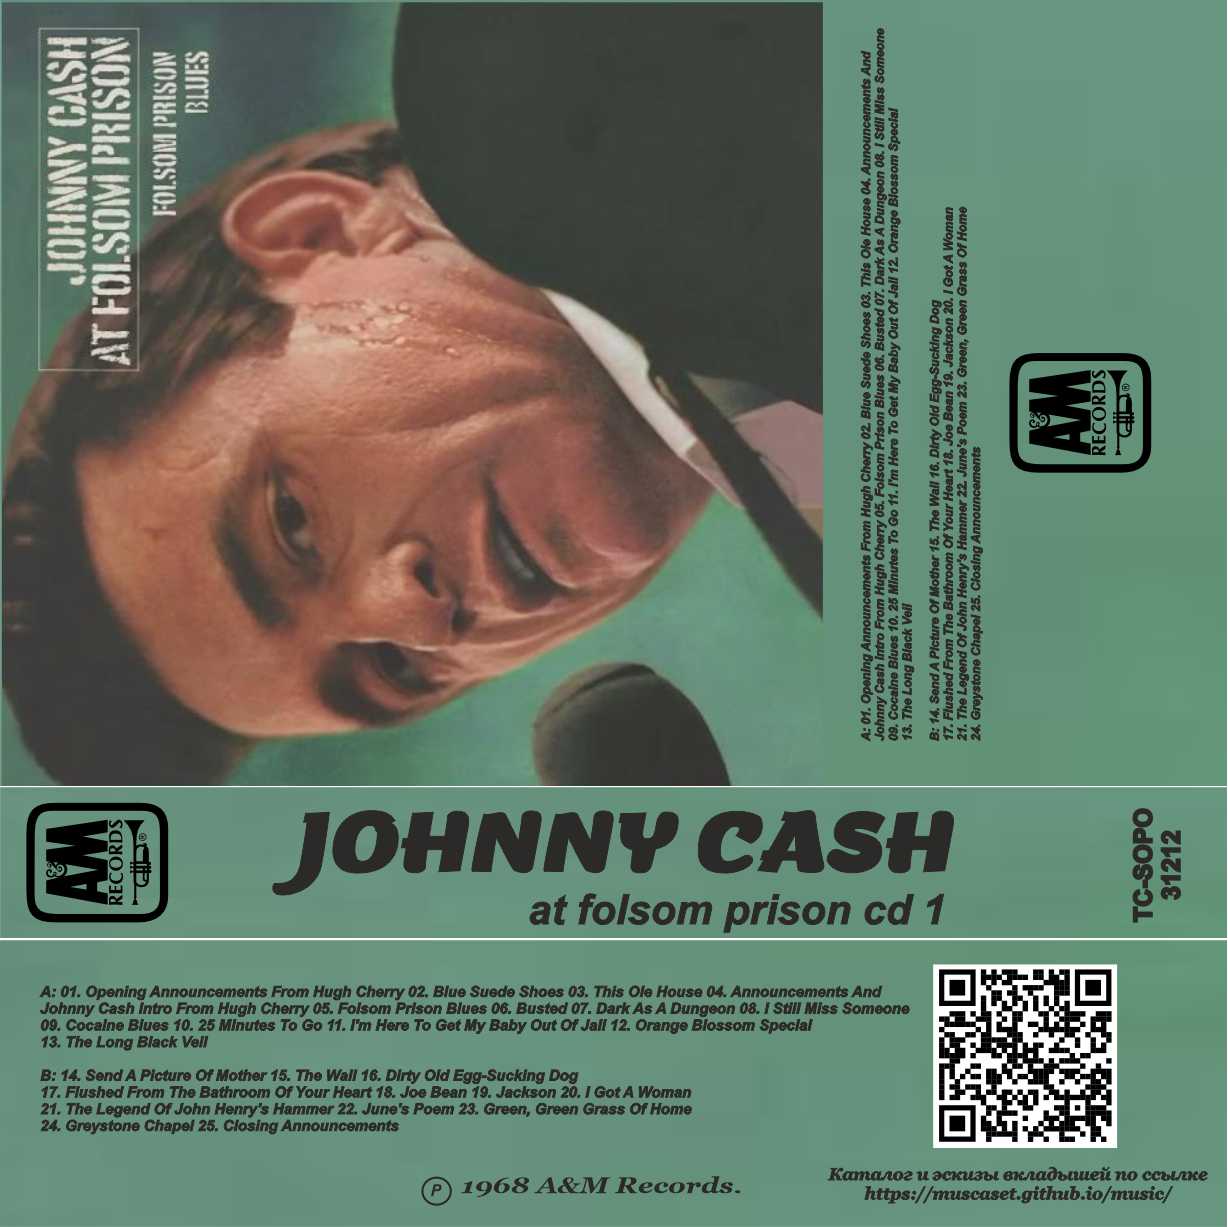 JOHNNY CASH
AT FOLSOM PRISON
FOLSOM PRISON
BLUES
A: 01. Opening Announcements From Hugh Cherry 02. Blue Suede Shoes 03. This Ole House 04. Announcements And
Johnny Cash Intro From Hugh Cherry 05. Folsom Prison Blues 06. Busted 07. Dark As A Dungeon 08. I Still Miss Someone
09. Cocaine Blues 10. 25 Minutes To Go 11. I'm Here To Get My Baby Out Of Jail 12. Orange Blossom Special
13. The Long Black Veil
B: 14. Send A Picture Of Mother 15. The Wall 16. Dirty Old Egg-Sucking Dog
17. Flushed From The Bathroom Of Your Heart 18. Joe Bean 19. Jackson 20. I Got A Woman
21. The Legend Of John Henry's Hammer 22. June's Poem 23. Green, Green Grass Of Home
24. Greystone Chapel 25. Closing Announcements
A&M
RECORDS
®
A&M
RECORDS
®
JOHNNY CASH
at folsom prison cd 1
TC-SOPO
31212
A: 01. Opening Announcements From Hugh Cherry 02. Blue Suede Shoes 03. This Ole House 04. Announcements And
Johnny Cash Intro From Hugh Cherry 05. Folsom Prison Blues 06. Busted 07. Dark As A Dungeon 08. I Still Miss Someone
09. Cocaine Blues 10. 25 Minutes To Go 11. I'm Here To Get My Baby Out Of Jail 12. Orange Blossom Special
13. The Long Black Veil
B: 14. Send A Picture Of Mother 15. The Wall 16. Dirty Old Egg-Sucking Dog
17. Flushed From The Bathroom Of Your Heart 18. Joe Bean 19. Jackson 20. I Got A Woman
21. The Legend Of John Henry's Hammer 22. June's Poem 23. Green, Green Grass Of Home
24. Greystone Chapel 25. Closing Announcements
℗ 1968 A&M Records.
Каталог и эскизы вкладышей по ссылке
https://muscaset.github.io/music/